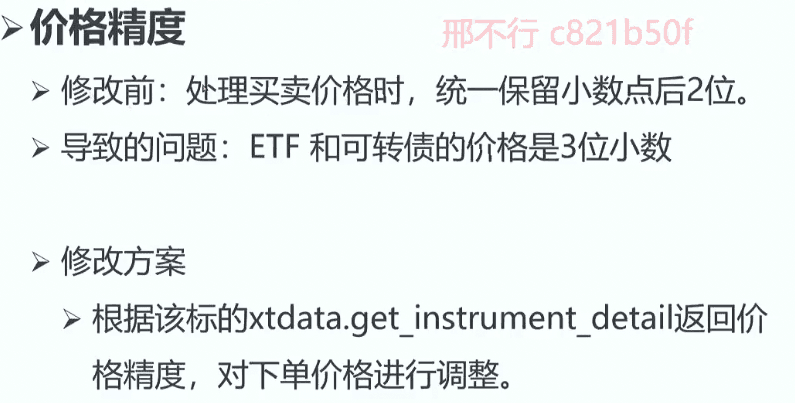 ➢价格精度
邢不行 c821b50f
➢ 修改前：处理买卖价格时，统一保留小数点后2位。
➢ 导致的问题：ETF 和可转债的价格是3位小数
➢ 修改方案
➢ 根据该标的xtdata.get_instrument_detail返回价
格精度，对下单价格进行调整。